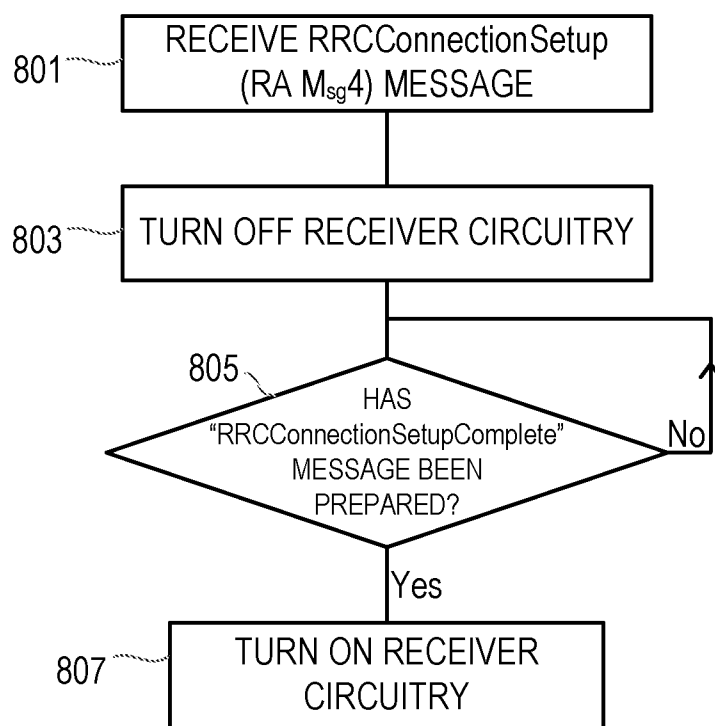 801
RECEIVE RRCConnectionSetup
(RA Msg4) MESSAGE
803
TURN OFF RECEIVER CIRCUITRY
805
HAS
“RRCConnectionSetupComplete”
MESSAGE BEEN
PREPARED?
No
Yes
807
TURN ON RECEIVER
CIRCUITRY